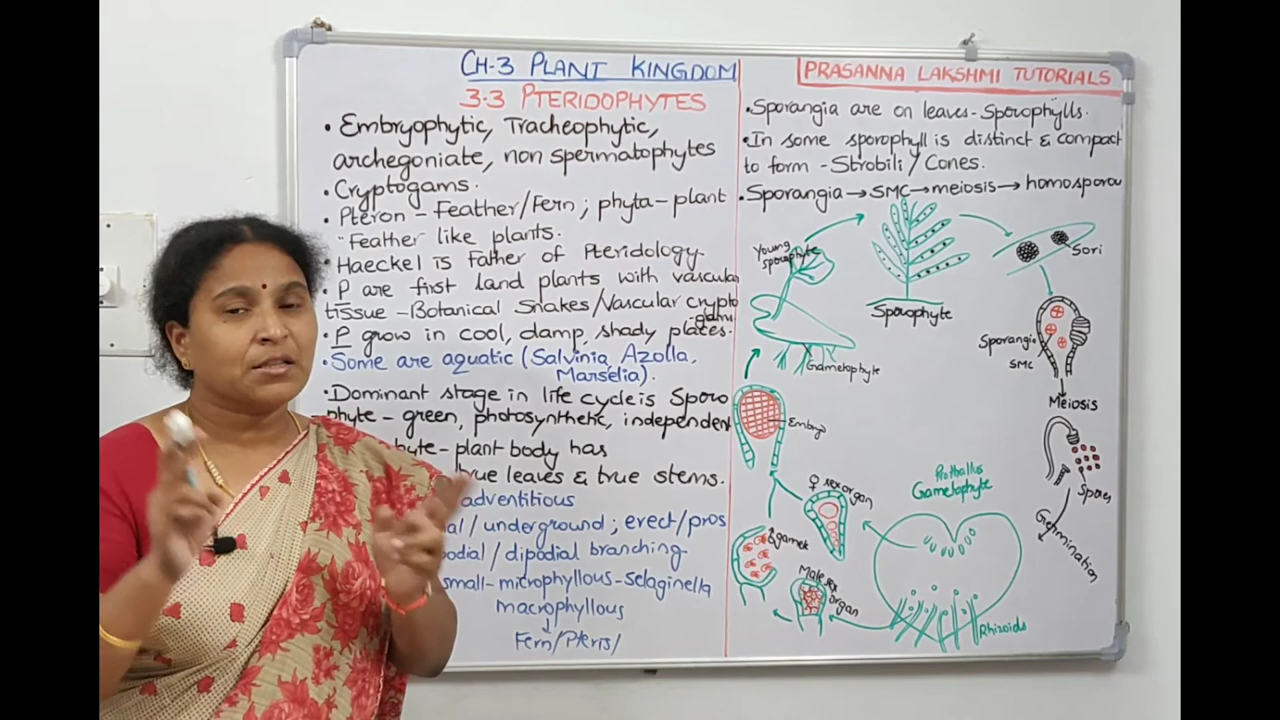 CH-3 PLANT KINGDOM
3.3 PTERIDOPHYTES
• Embryophytic, Tracheophytic,
archegoniate, non spermatophytes
• Cryptogams.
• Pteron - Feather/Fern ; phyta - plant
"Feather like plants.
• Haeckel is Father of Pteridology.
• P are first land plants with vascular
tissue - Botanical Snakes/Vascular crypto
-gams
• P grow in cool, damp, shady places.
• Some are aquatic (Salvinia, Azolla,
Marselia).
• Dominant stage in life cycle is Sporo
phyte - green, photosynthetic, independent
byte - plant body has
true leaves & true stems.
adventitious
al / underground ; erect/pros
podial / dipodial branching
small - microphyllous - selaginella
macrophyllous
↓
Fern/Pteris/
PRASANNA LAKSHMI TUTORIALS
• Sporangia are on leaves - Sporophylls.
• In some sporophyll is distinct & compact
to form - Strobili / Cones.
• Sporangia → SMC → meiosis → homosporou
Young
sporophyte
Sporophyte
Sori
Sporangia
SMC
Gametophyte
Meiosis
Embryo
Spores
Germination
Prothallus
Gametophyte
♀ sex organ
gamet
Male sex
organ
Rhizoids